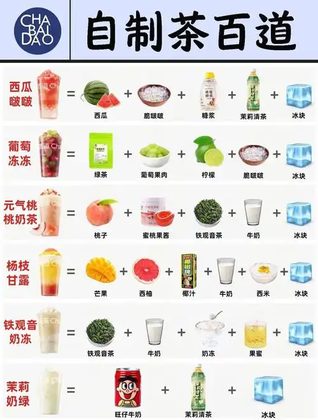 CHA
BAI
DAO
自制茶百道
西瓜
啵啵
=
西瓜
+
脆啵啵
+
糖浆
+
茉莉清茶
+
冰块
葡萄
冻冻
=
绿茶
+
葡萄果肉
+
柠檬
+
脆啵啵
+
冰块
元气桃
桃奶茶
=
桃子
+
蜜桃果酱
+
铁观音茶
+
牛奶
+
冰块
杨枝
甘露
=
芒果
+
西柚
+
椰汁
+
牛奶
+
西米
+
冰块
铁观音
奶冻
=
铁观音茶
+
牛奶
+
奶冻
+
果蜜
+
冰块
茉莉
奶绿
=
旺仔牛奶
+
茉莉清茶
+
冰块